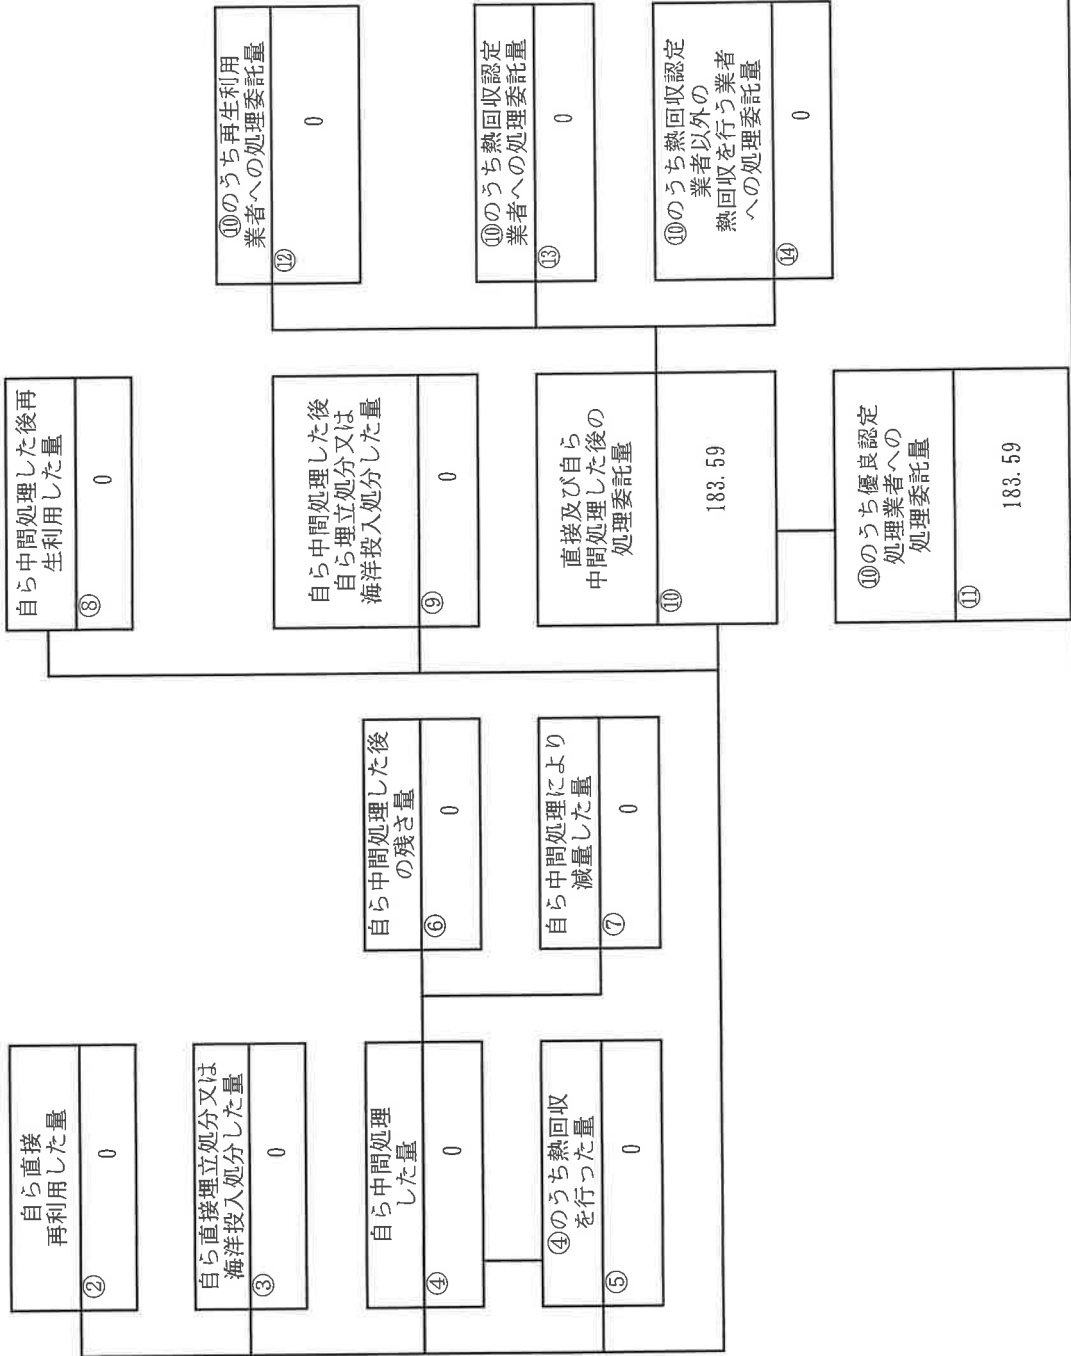 自ら直接
再利用した量
②
0
自ら直接埋立処分又は
海洋投入処分した量
③
0
自ら中間処理
した量
④
0
④のうち熱回収
を行った量
⑤
0
自ら中間処理した後
の残さ量
⑥
0
自ら中間処理により
減量した量
⑦
0
自ら中間処理した後再
生利用した量
⑧
0
自ら中間処理した後
自ら埋立処分又は
海洋投入処分した量
⑨
0
直接及び自ら
中間処理した後の
処理委託量
⑩
183.59
⑩のうち優良認定
処理業者への
処理委託量
⑪
183.59
⑩のうち再生利用
業者への処理委託量
⑫
0
⑩のうち熱回収認定
業者への処理委託量
⑬
0
⑩のうち熱回収認定
業者以外の
熱回収を行う業者
への処理委託量
⑭
0